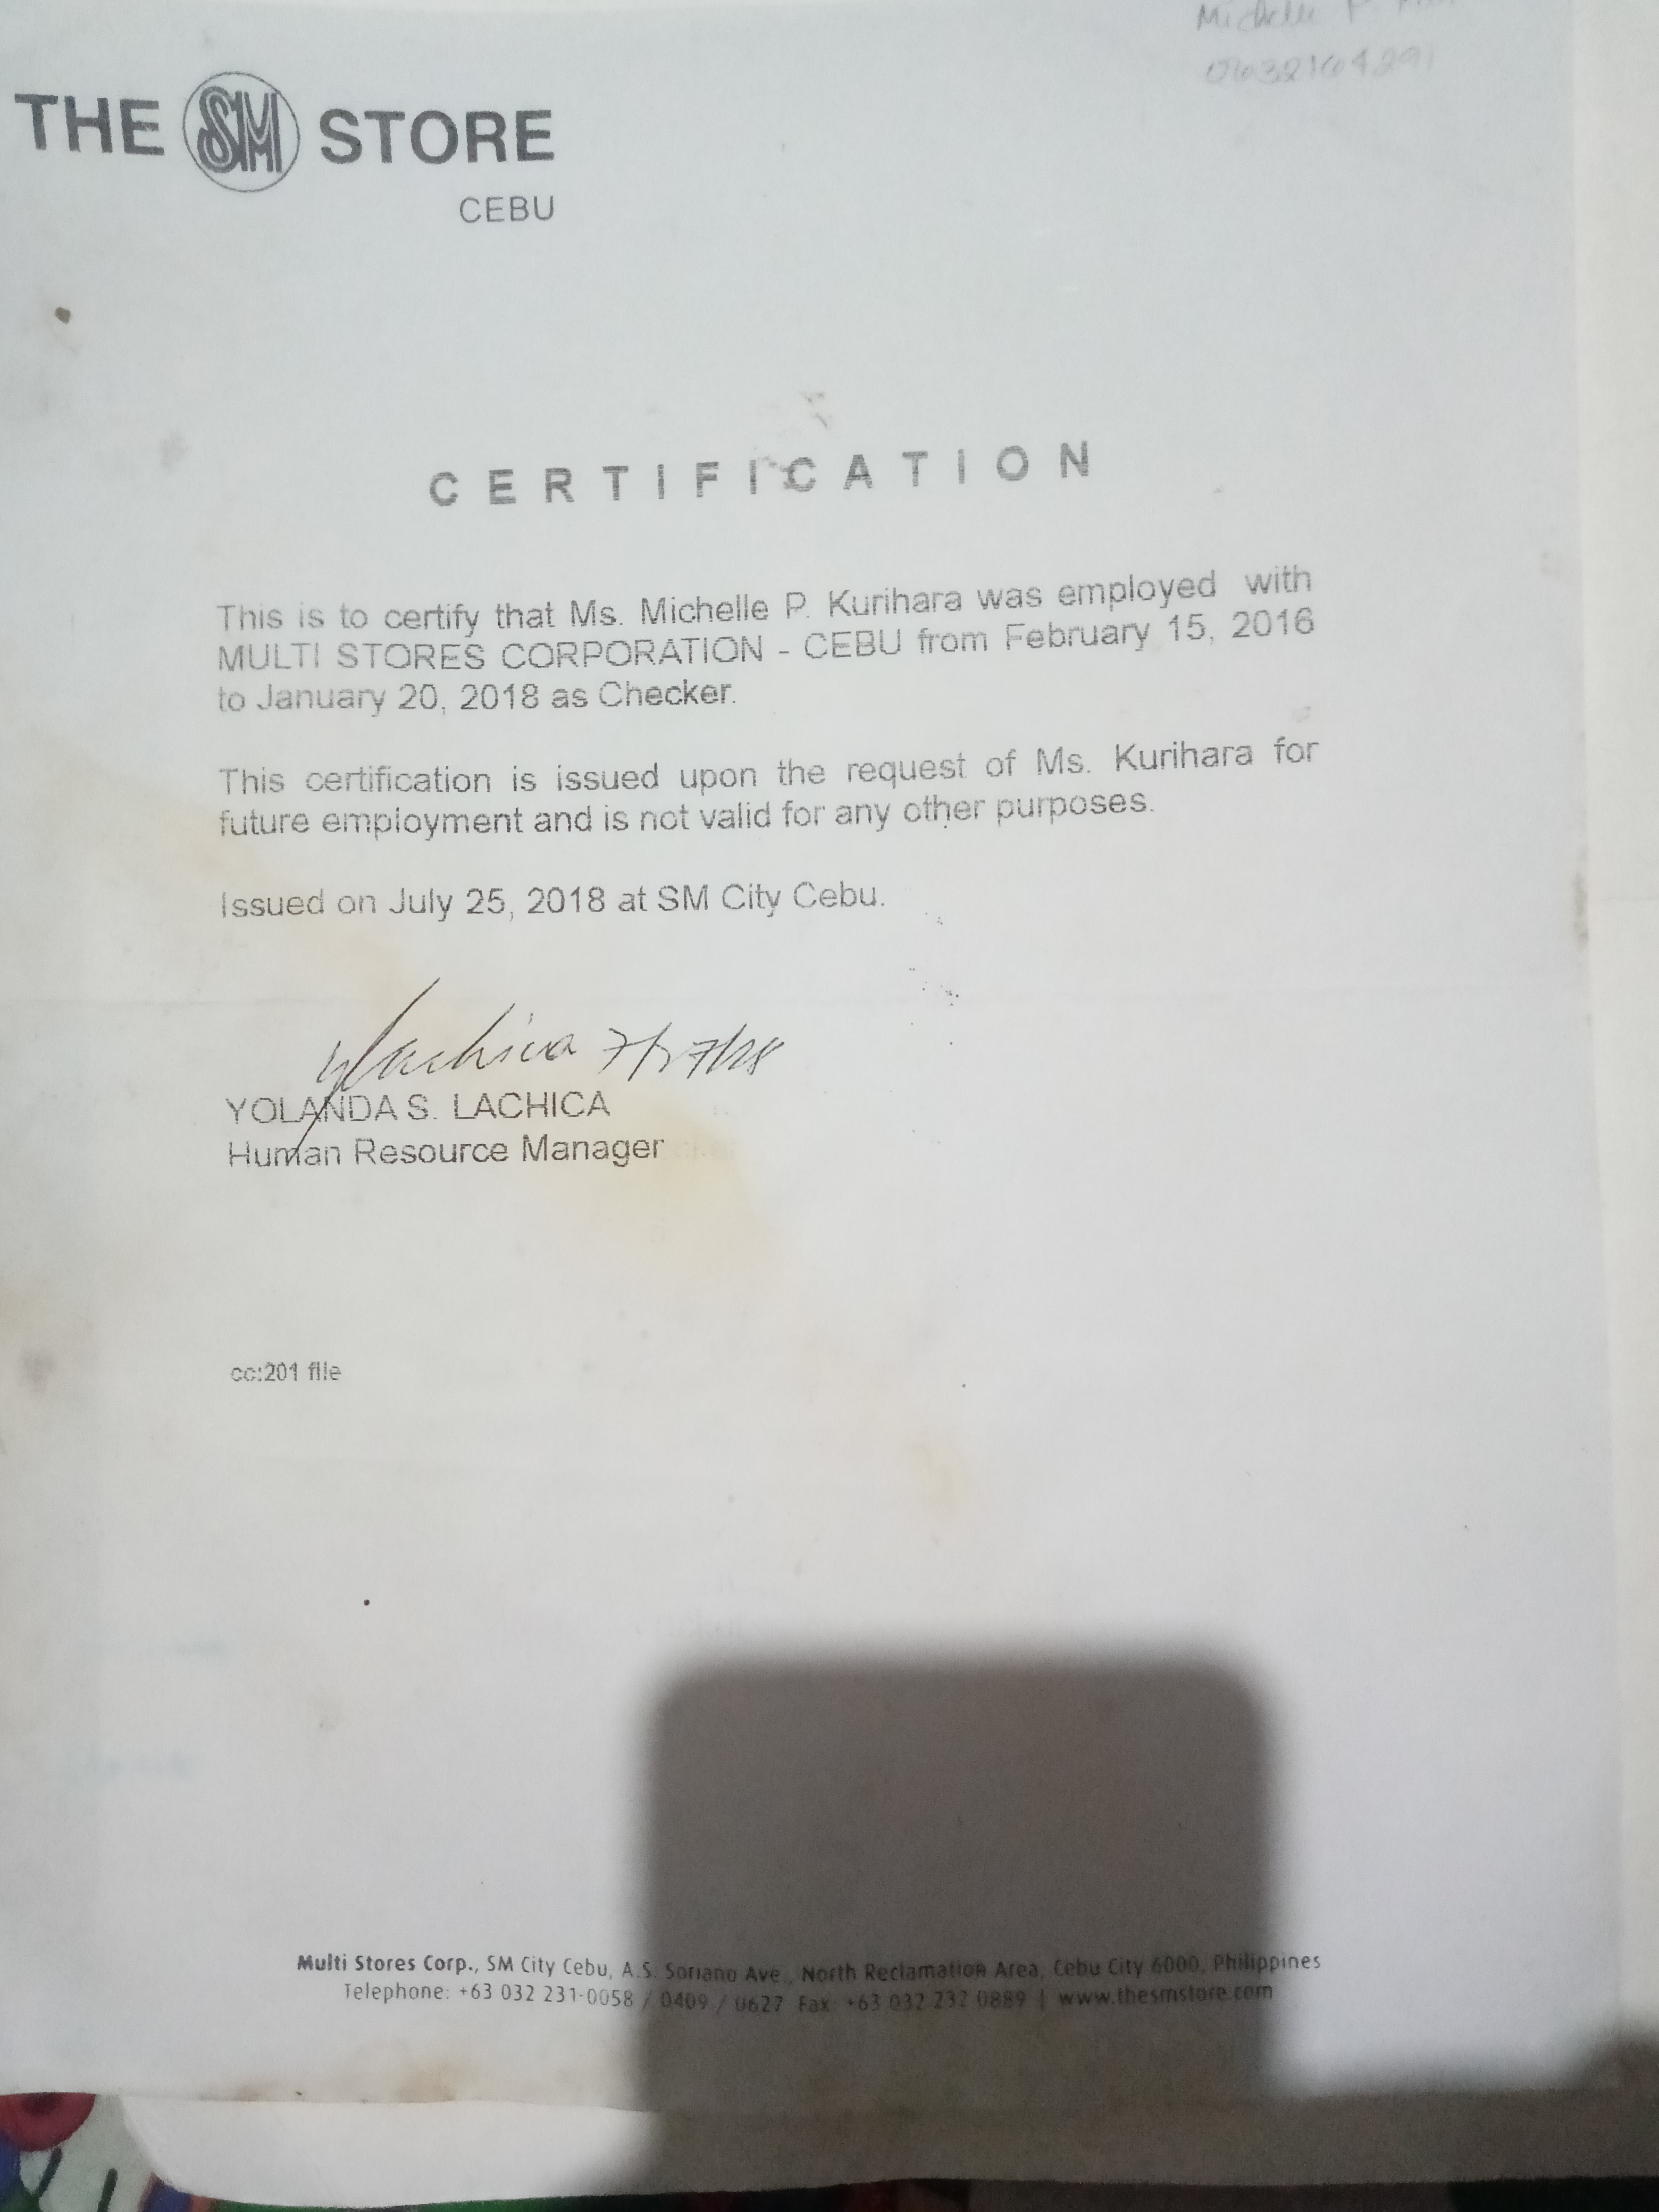 Michelle P.
THE SM STORE
CEBU
CERTIFICATION
This is to certify that Ms. Michelle P. Kurihara was employed with
MULTI STORES CORPORATION - CEBU from February 15, 2016
to January 20, 2018 as Checker.
This certification is issued upon the request of Ms. Kurihara for
future employment and is not valid for any other purposes.
Issued on July 25, 2018 at SM City Cebu.
YOLANDA S. LACHICA
Human Resource Manager
cc:201 file
Multi Stores Corp., SM City Cebu, A.S. Soriano Ave., North Reclamation Area, Cebu City 6000, Philippines
Telephone: +63 032 231-0058 / 0409 / 0627 Fax: +63 032 232 0889 | www.thesmstore.com